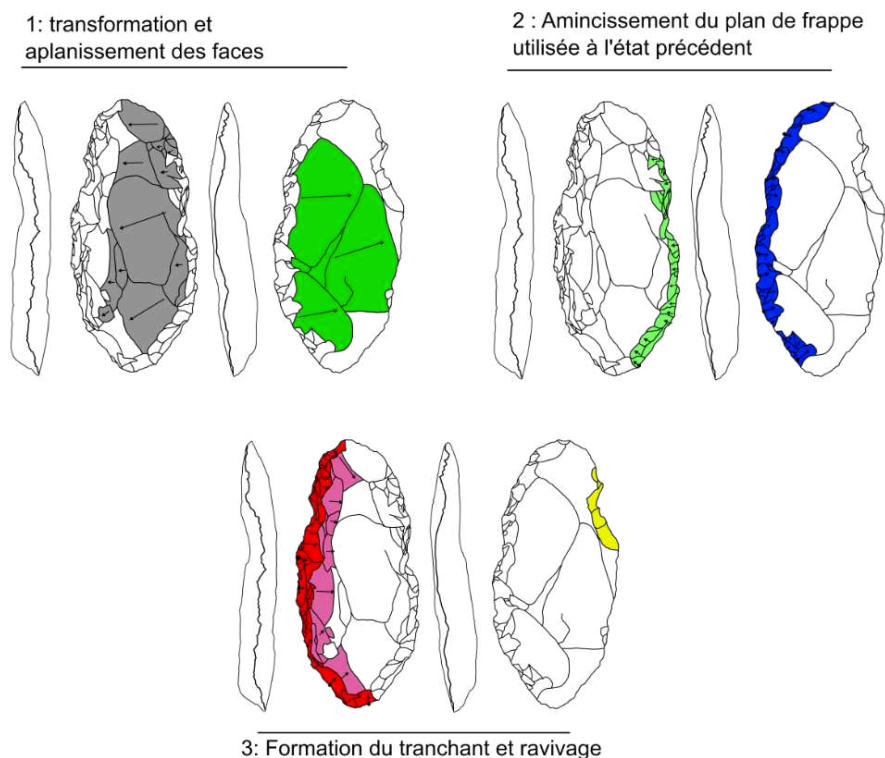 1: transformation et
aplanissement des faces
2 : Amincissement du plan de frappe
utilisée à l'état précédent
3: Formation du tranchant et ravivage